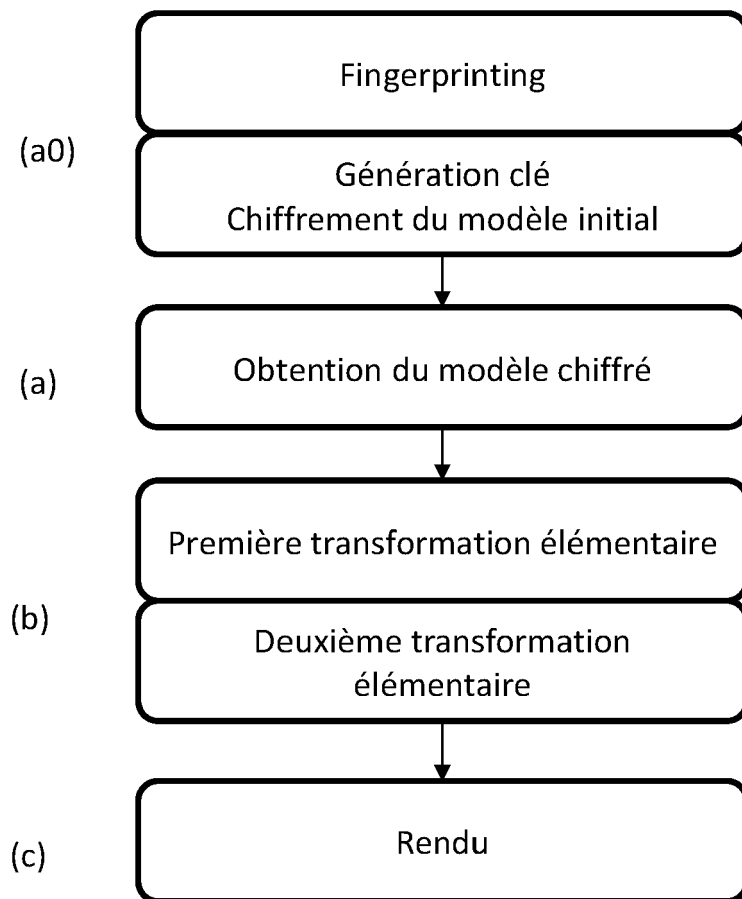 Fingerprinting
(a0)
Génération clé
Chiffrement du modèle initial
(a)
Obtention du modèle chiffré
Première transformation élémentaire
(b)
Deuxième transformation
élémentaire
(c)
Rendu